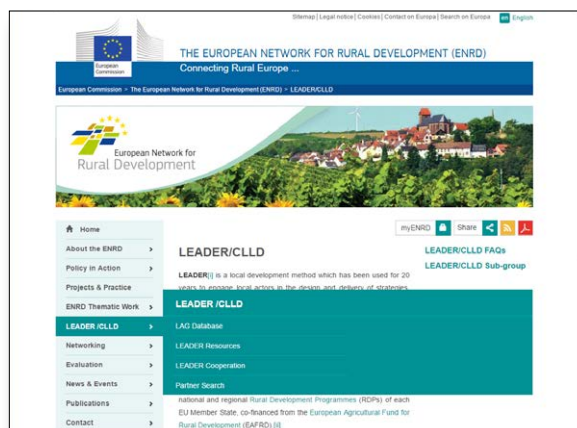 Sitemap | Legal notice | Cookies | Contact on Europa | Search on Europa en English
European
Commission
THE EUROPEAN NETWORK FOR RURAL DEVELOPMENT (ENRD)
Connecting Rural Europe ...
European Commission > The European Network for Rural Development (ENRD) > LEADER/CLLD
European Network for
Rural Development
Home
About the ENRD
Policy in Action
Projects & Practice
ENRD Thematic Work
LEADER /CLLD
Networking
Evaluation
News & Events
Publications
Contact
myENRD Share
LEADER/CLLD
LEADER[i] is a local development method which has been used for 20
years to engage local actors in the design and delivery of strategies,
LEADER /CLLD
LAG Database
LEADER Resources
LEADER Cooperation
Partner Search
national and regional Rural Development Programmes (RDPs) of each
EU Member State, co-financed from the European Agricultural Fund for
Rural Development (EAFRD).[ii]
LEADER/CLLD FAQs
LEADER/CLLD Sub-group